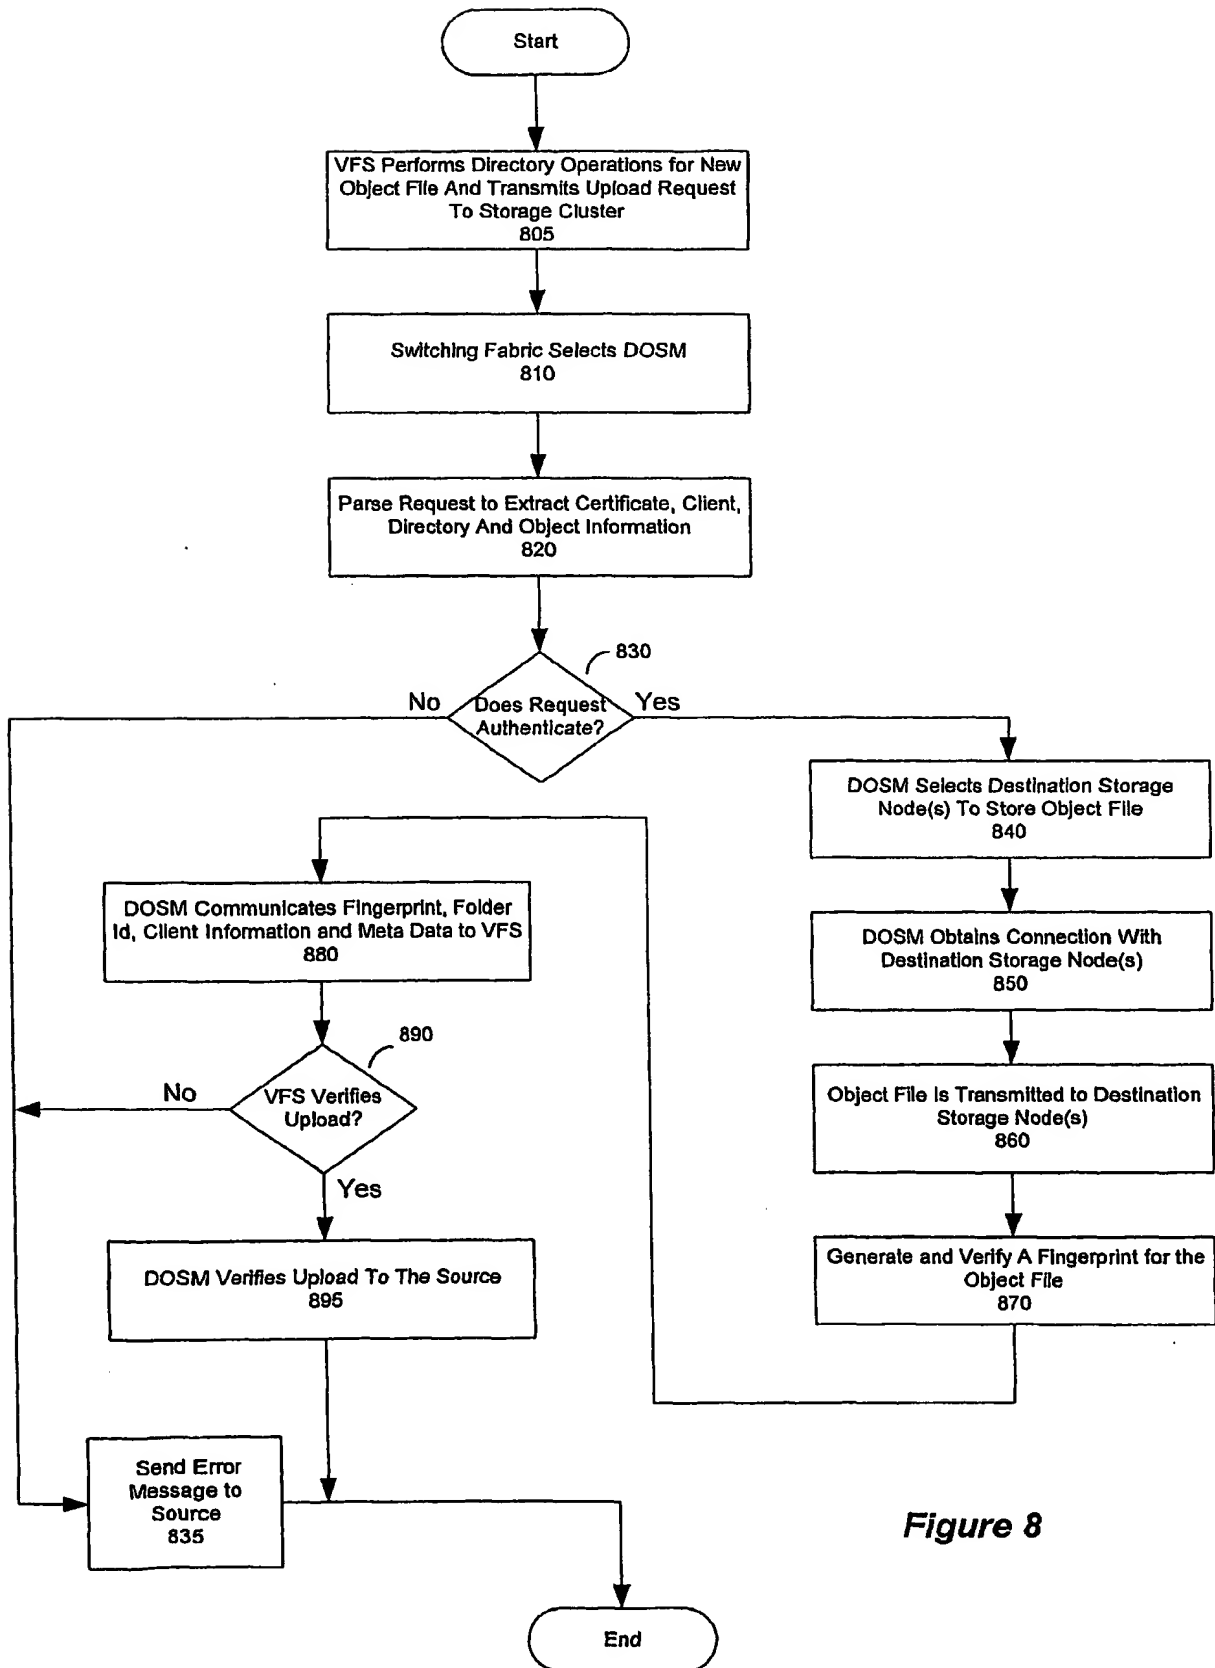 Start
VFS Performs Directory Operations for New
Object File And Transmits Upload Request
To Storage Cluster
805
Switching Fabric Selects DOSM
810
Parse Request to Extract Certificate, Client,
Directory And Object Information
820
830
No
Does Request
Authenticate?
Yes
DOSM Selects Destination Storage
Node(s) To Store Object File
840
DOSM Obtains Connection With
Destination Storage Node(s)
850
Object File Is Transmitted to Destination
Storage Node(s)
860
Generate and Verify A Fingerprint for the
Object File
870
DOSM Communicates Fingerprint, Folder
Id, Client Information and Meta Data to VFS
880
890
No
VFS Verifies
Upload?
Yes
DOSM Verifies Upload To The Source
895
Send Error
Message to
Source
835
End
Figure 8